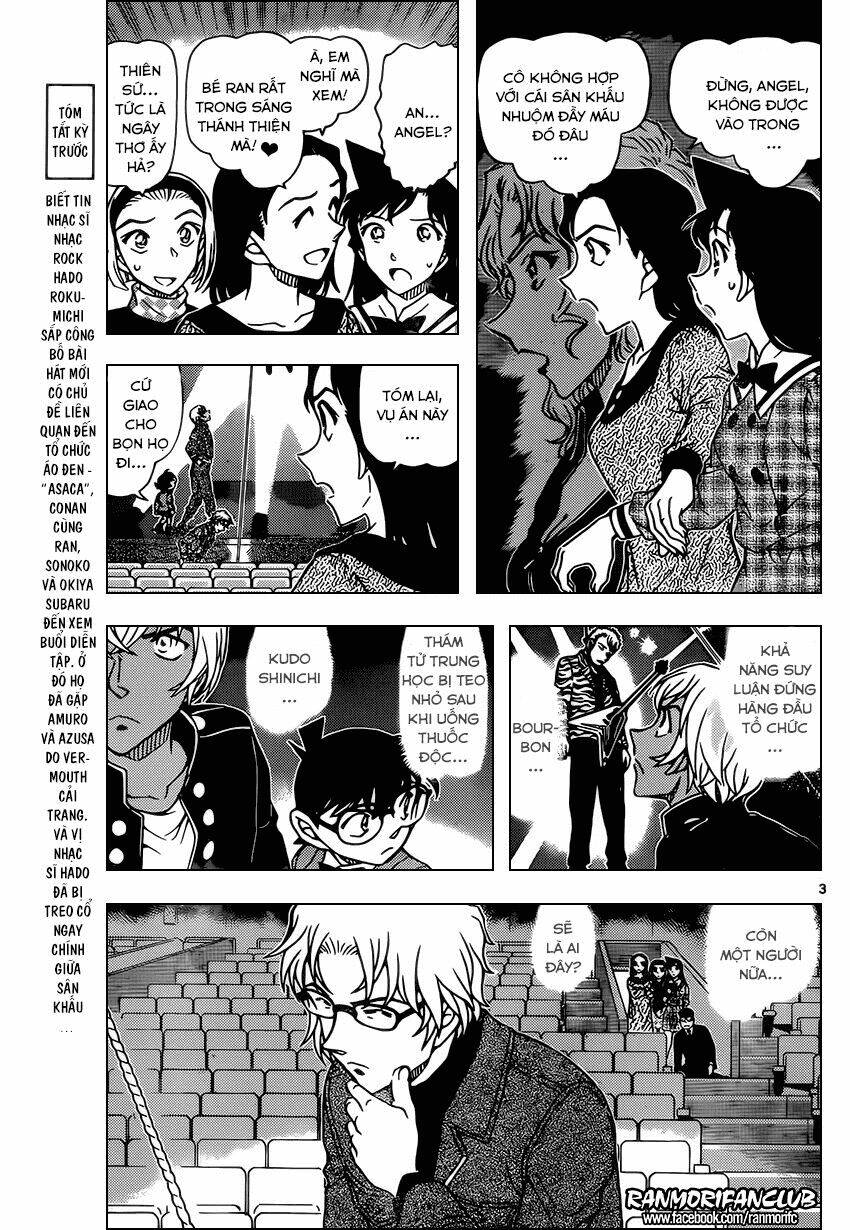 ĐỪNG, ANGEL,
KHÔNG ĐƯỢC
VÀO TRONG
...
CÔ KHÔNG HỢP
VỚI CÁI SÂN KHẤU
NHUỘM ĐẨY MÁU
ĐÓ ĐÂU
...
AN...
ANGEL?
À, EM
NGHĨ MÀ
XEM!
BÉ RAN RẤT
TRONG SÁNG
THÁNH THIỆN
MÀ! ♥
THIÊN
SỨ...
TỨC LÀ
NGÂY
THƠ ẤY
HẢ?
TÓM
TẮT KỲ
TRƯỚC
BIẾT TIN
NHẠC SĨ
NHẠC
ROCK
HADO
ROKU-
MICHI
SẮP CÔNG
BỐ BÀI
HÁT MỚI
CÓ CHỦ
ĐỀ LIÊN
QUAN ĐẾN
TỔ CHỨC
ÁO ĐEN -
"ASACA",
CONAN
CÙNG
RAN,
SONOKO
VÀ OKIYA
SUBARU
ĐẾN XEM
BUỔI DIỄN
TẬP. Ở
ĐÓ HỌ
ĐÃ GẶP
AMURO
VÀ AZUSA
DO VER-
MOUTH
CẢI
TRANG.
VÀ VỊ
NHẠC
SĨ HADO
ĐÃ BỊ
TREO CỔ
NGAY
CHÍNH
GIỮA
SÂN
KHẤU
...
TÓM LẠI,
VỤ ÁN NÀY
...
CỨ
GIAO
CHO
BỌN HỌ
ĐI...
KHẢ
NĂNG SUY
LUẬN ĐỨNG
HÀNG ĐẦU
TỔ CHỨC
...
BOUR-
BON
...
THÁM
TỬ TRUNG
HỌC BỊ TEO
NHỎ SAU
KHI UỐNG
THUỐC
ĐỘC...
KUDO
SHINICHI
...
3
CÒN
MỘT NGƯỜI
NỮA...
SẼ
LÀ AI
ĐÂY?
RANMORIFANCLUB
www.facebook.com/ranmorifc